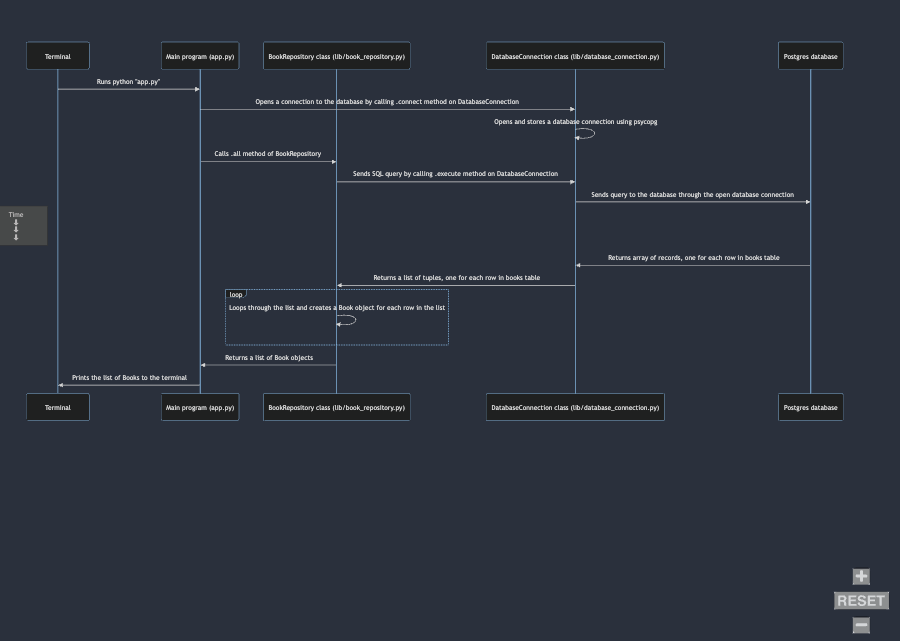 Terminal
Main program (app.py)
BookRepository class (lib/book_repository.py)
DatabaseConnection class (lib/database_connection.py)
Postgres database
Runs python "app.py"
Opens a connection to the database by calling .connect method on DatabaseConnection
Opens and stores a database connection using psycopg
Calls .all method of BookRepository
Sends SQL query by calling .execute method on DatabaseConnection
Sends query to the database through the open database connection
Time
Returns array of records, one for each row in books table
Returns a list of tuples, one for each row in books table
loop
Loops through the list and creates a Book object for each row in the list
Returns a list of Book objects
Prints the list of Books to the terminal
Terminal
Main program (app.py)
BookRepository class (lib/book_repository.py)
DatabaseConnection class (lib/database_connection.py)
Postgres database
+
RESET
−